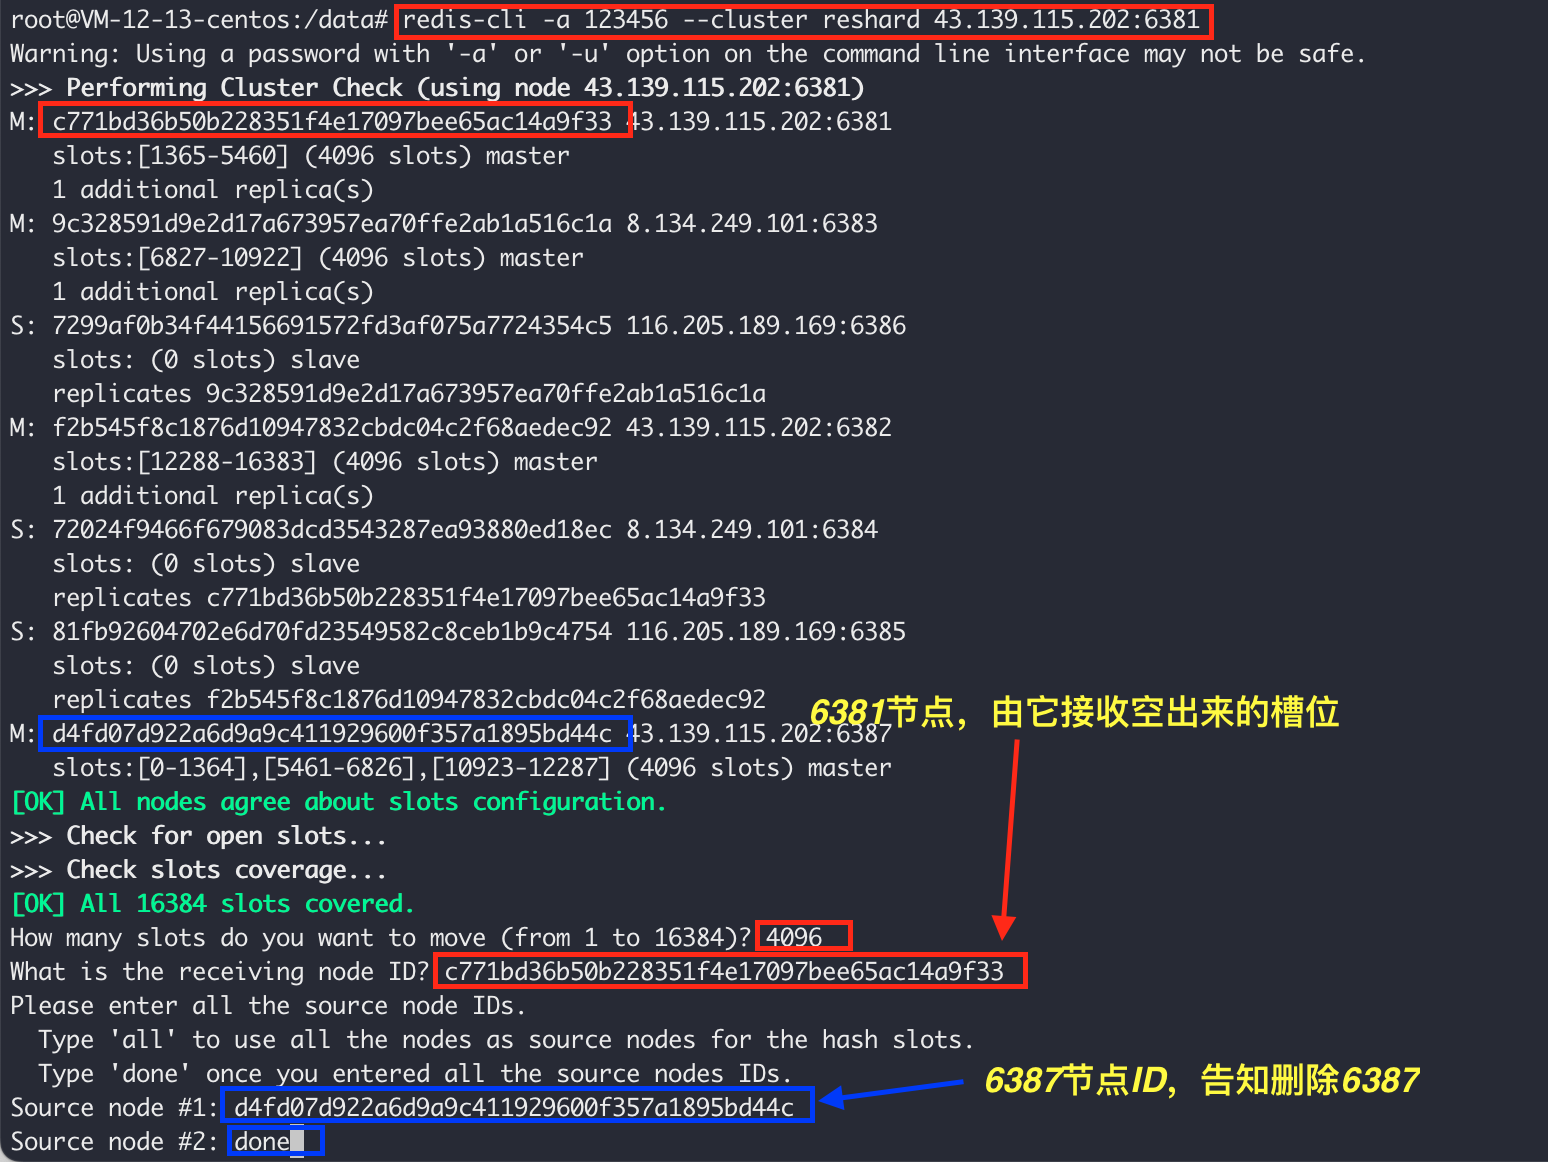 root@VM-12-13-centos:/data# redis-cli -a 123456 --cluster reshard 43.139.115.202:6381
Warning: Using a password with '-a' or '-u' option on the command line interface may not be safe.
>>> Performing Cluster Check (using node 43.139.115.202:6381)
M: c771bd36b50b228351f4e17097bee65ac14a9f33 43.139.115.202:6381
   slots:[1365-5460] (4096 slots) master
   1 additional replica(s)
M: 9c328591d9e2d17a673957ea70ffe2ab1a516c1a 8.134.249.101:6383
   slots:[6827-10922] (4096 slots) master
   1 additional replica(s)
S: 7299af0b34f44156691572fd3af075a7724354c5 116.205.189.169:6386
   slots: (0 slots) slave
   replicates 9c328591d9e2d17a673957ea70ffe2ab1a516c1a
M: f2b545f8c1876d10947832cbdc04c2f68aedec92 43.139.115.202:6382
   slots:[12288-16383] (4096 slots) master
   1 additional replica(s)
S: 72024f9466f679083dcd3543287ea93880ed18ec 8.134.249.101:6384
   slots: (0 slots) slave
   replicates c771bd36b50b228351f4e17097bee65ac14a9f33
S: 81fb92604702e6d70fd23549582c8ceb1b9c4754 116.205.189.169:6385
   slots: (0 slots) slave
   replicates f2b545f8c1876d10947832cbdc04c2f68aedec92
6381节点，由它接收空出来的槽位
M: d4fd07d922a6d9a9c411929600f357a1895bd44c 43.139.115.202:6387
   slots:[0-1364],[5461-6826],[10923-12287] (4096 slots) master
[OK] All nodes agree about slots configuration.
>>> Check for open slots...
>>> Check slots coverage...
[OK] All 16384 slots covered.
How many slots do you want to move (from 1 to 16384)? 4096
What is the receiving node ID? c771bd36b50b228351f4e17097bee65ac14a9f33
Please enter all the source node IDs.
  Type 'all' to use all the nodes as source nodes for the hash slots.
  Type 'done' once you entered all the source nodes IDs.
6387节点ID，告知删除6387
Source node #1: d4fd07d922a6d9a9c411929600f357a1895bd44c
Source node #2: done